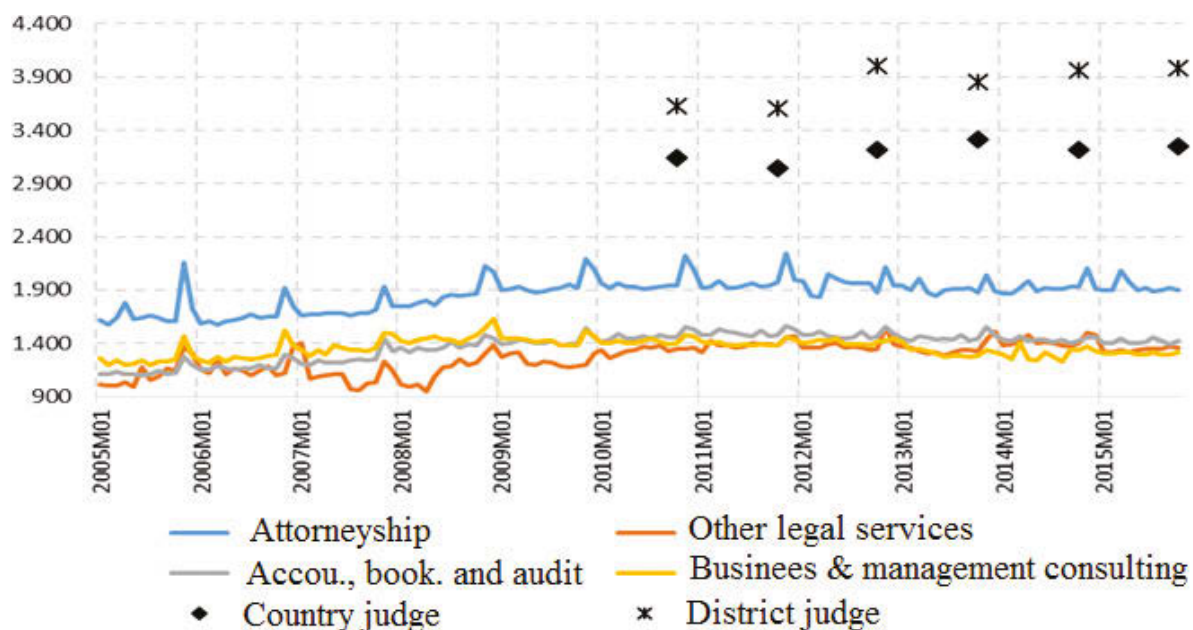 4.400
3.900
3.400
2.900
2.400
1.900
1.400
900
2005M01 2006M01 2007M01 2008M01 2009M01 2010M01 2011M01 2012M01 2013M01 2014M01 2015M01
Attorneyship Other legal services
Accou., book. and audit Businees & management consulting
Country judge District judge